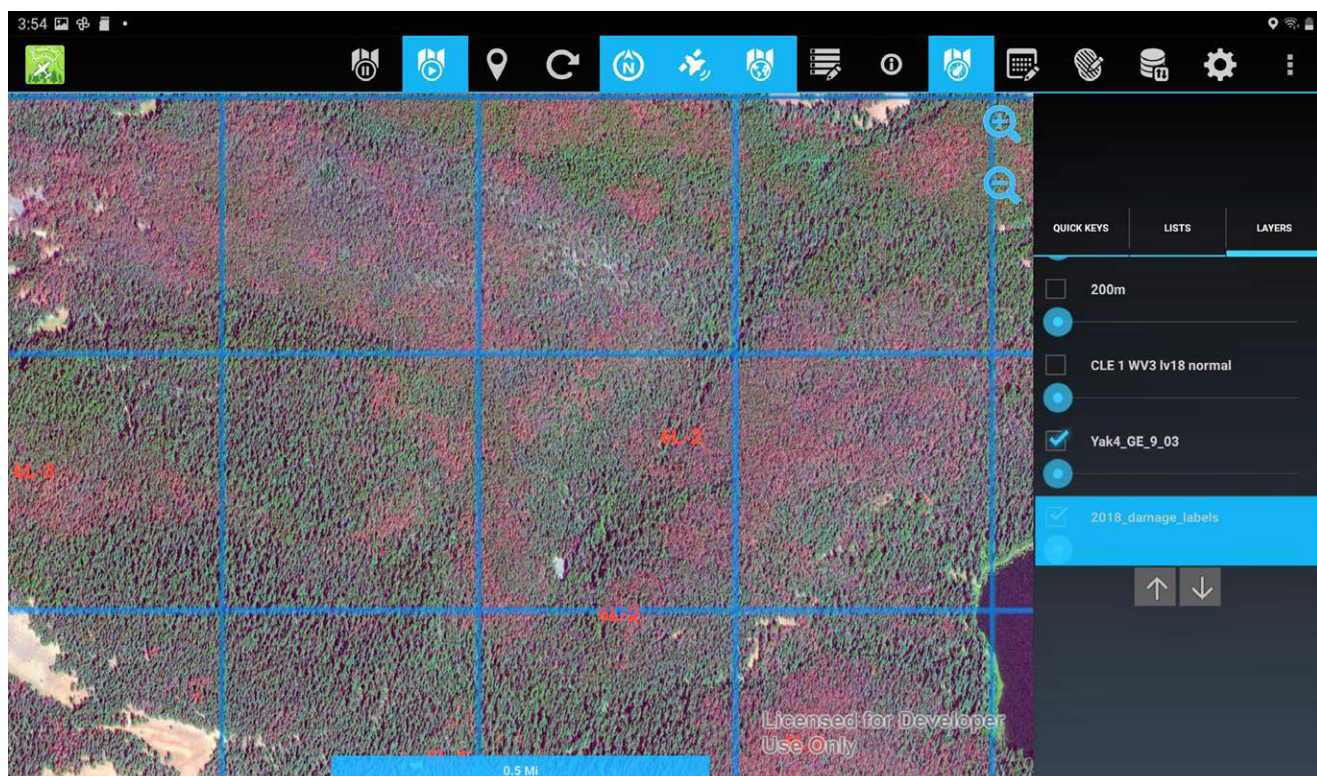 3:54
QUICK KEYS
LISTS
LAYERS
200m
CLE 1 WV3 lv18 normal
Yak4_GE_9_03
2018_damage_labels
6L-2
6L-3
6L-2
Licensed for Developer
Use Only
0.5 Mi